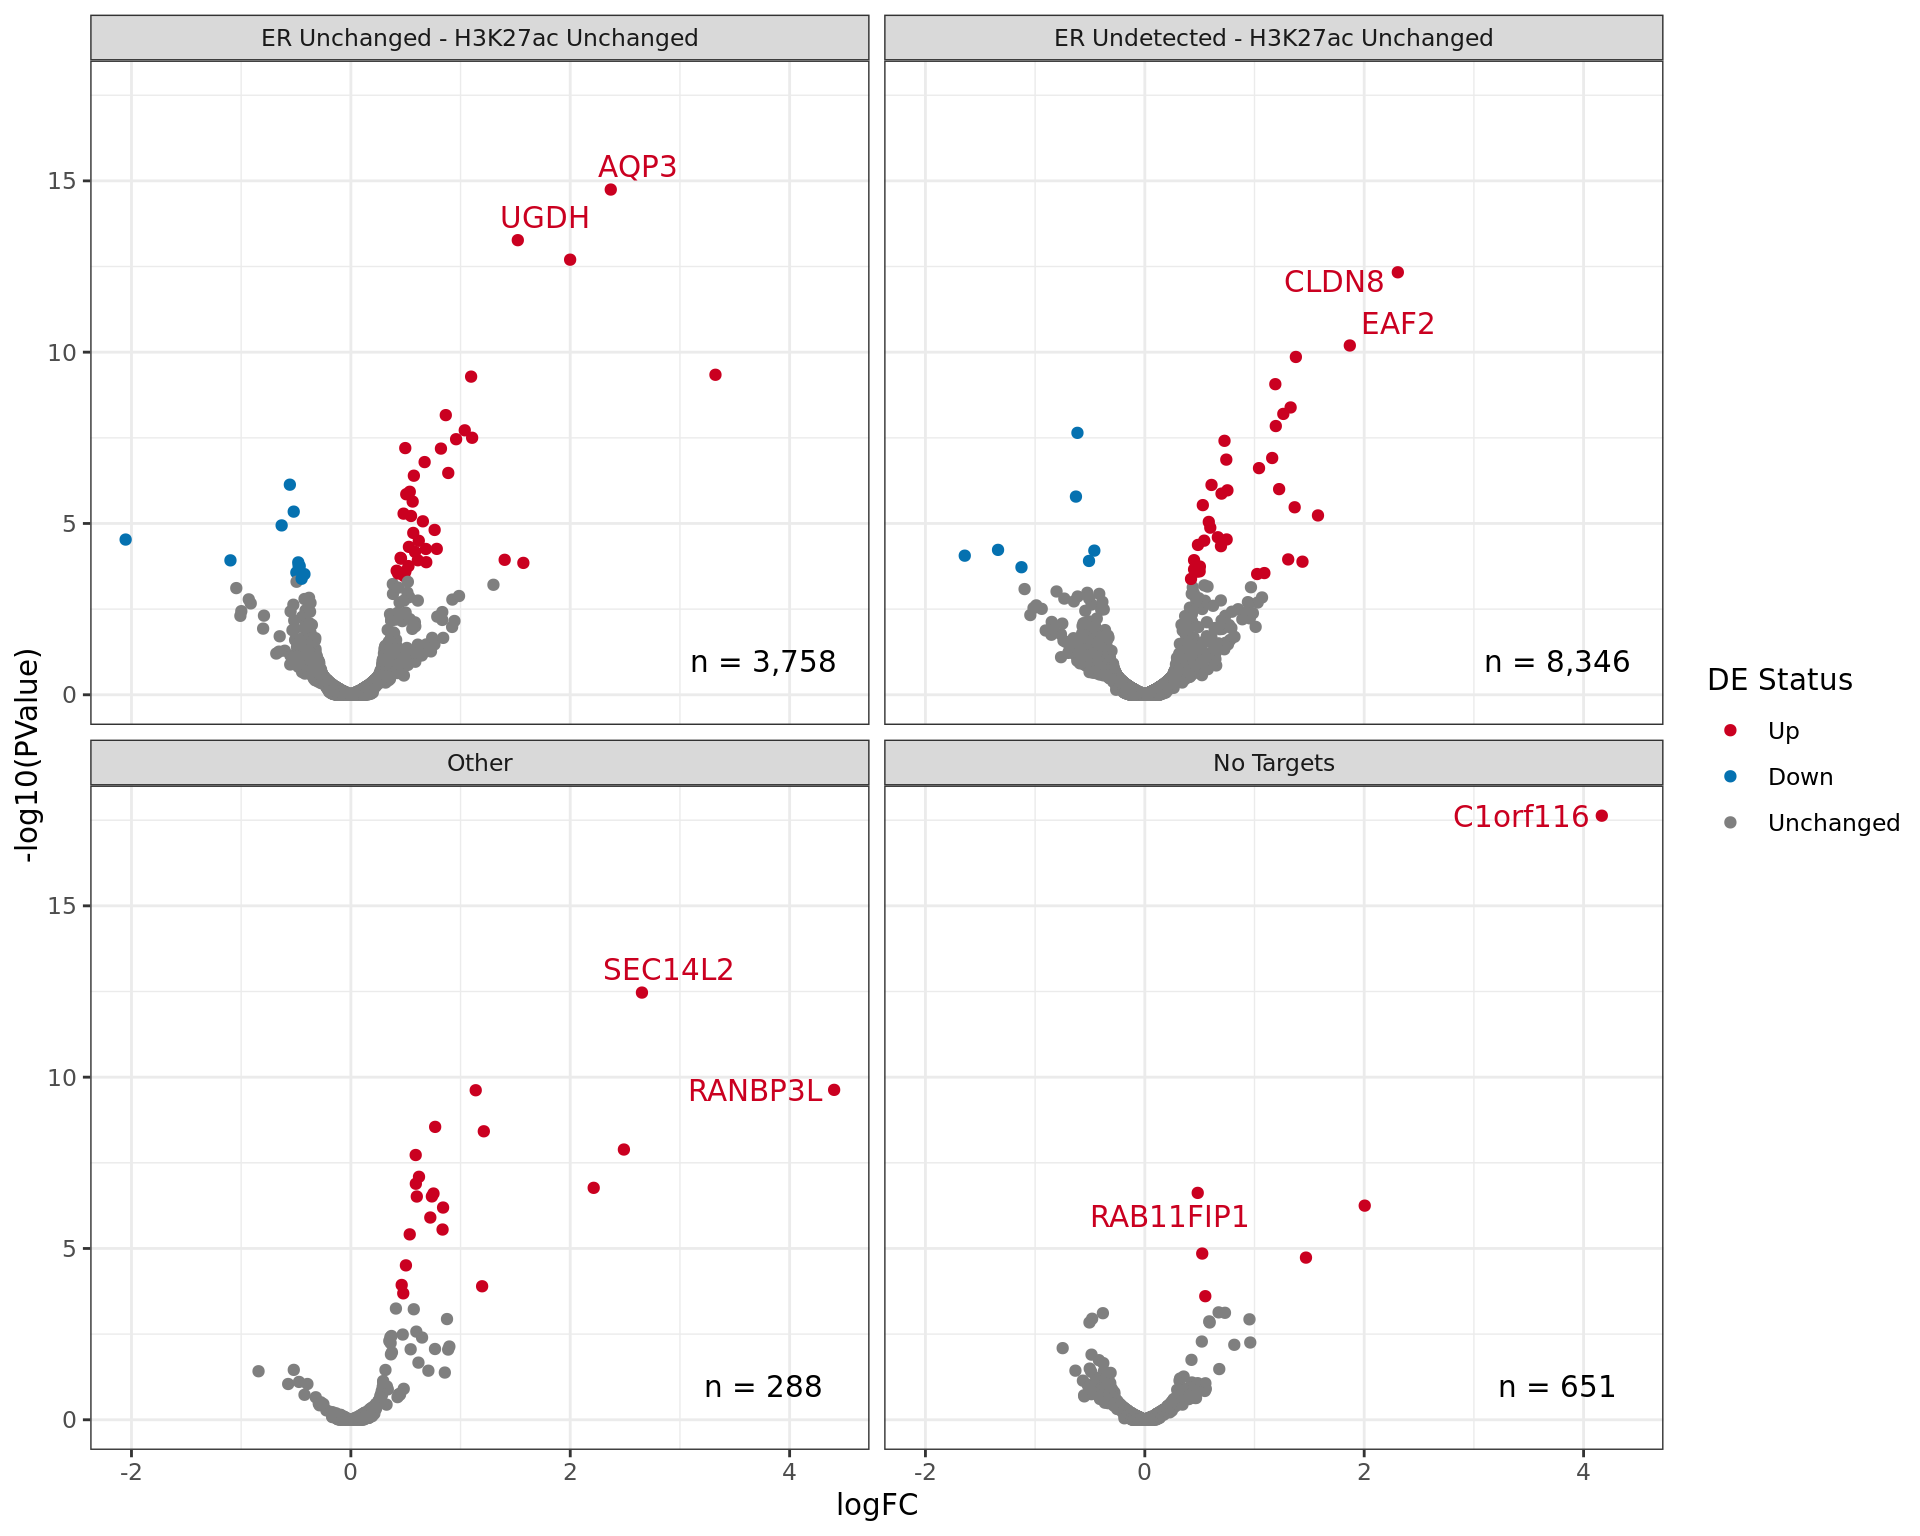 ER Unchanged - H3K27ac Unchanged
ER Undetected - H3K27ac Unchanged
15
10
5
0
AQP3
UGDH
n = 3,758
CLDN8
EAF2
n = 8,346
Other
No Targets
15
10
5
0
SEC14L2
RANBP3L
n = 288
C1orf116
RAB11FIP1
n = 651
-2
0
2
4
-2
0
2
4
logFC
-log10(PValue)
DE Status
Up
Down
Unchanged